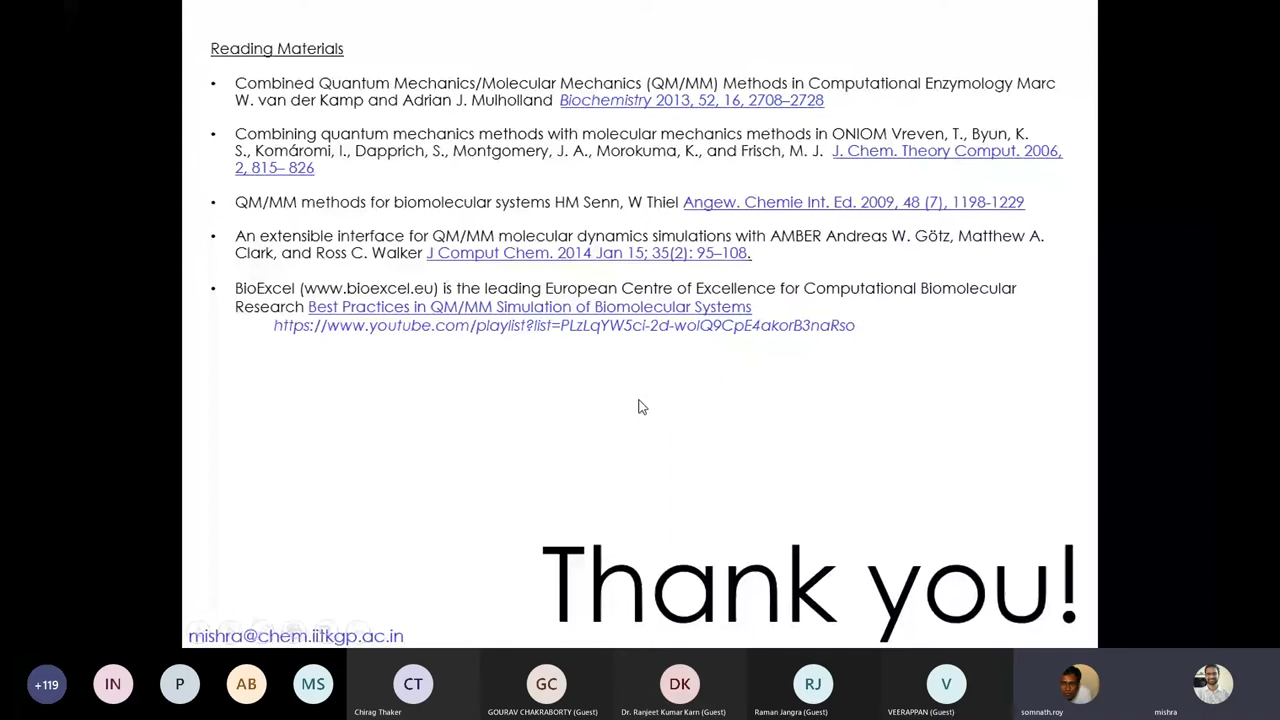 Reading Materials
• Combined Quantum Mechanics/Molecular Mechanics (QM/MM) Methods in Computational Enzymology Marc
W. van der Kamp and Adrian J. Mulholland Biochemistry 2013, 52, 16, 2708–2728
• Combining quantum mechanics methods with molecular mechanics methods in ONIOM Vreven, T., Byun, K.
S., Komáromi, I., Dapprich, S., Montgomery, J. A., Morokuma, K., and Frisch, M. J. J. Chem. Theory Comput. 2006,
2, 815– 826
• QM/MM methods for biomolecular systems HM Senn, W Thiel Angew. Chemie Int. Ed. 2009, 48 (7), 1198-1229
• An extensible interface for QM/MM molecular dynamics simulations with AMBER Andreas W. Götz, Matthew A.
Clark, and Ross C. Walker J Comput Chem. 2014 Jan 15; 35(2): 95–108.
• BioExcel (www.bioexcel.eu) is the leading European Centre of Excellence for Computational Biomolecular
Research Best Practices in QM/MM Simulation of Biomolecular Systems
https://www.youtube.com/playlist?list=PLzLqYW5ci-2d-wolQ9CpE4akorB3naRso
Thank you!
mishra@chem.iitkgp.ac.in
+119 IN P AB MS CT GC DK RJ V
Chirag Thaker GOURAV CHAKRABORTY (Guest) Dr. Ranjeet Kumar Karn (Guest) Raman Jangra (Guest) VEERAPPAN (Guest) somnath.roy mishra